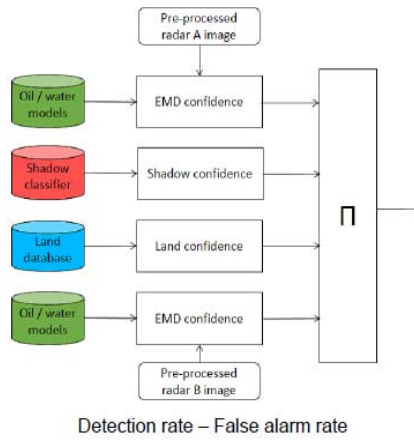 Pre-processed
radar A image
Oil / water
models
EMD confidence
Shadow
classifier
Shadow confidence
Π
Land
database
Land confidence
Oil / water
models
EMD confidence
Pre-processed
radar B image
Detection rate – False alarm rate